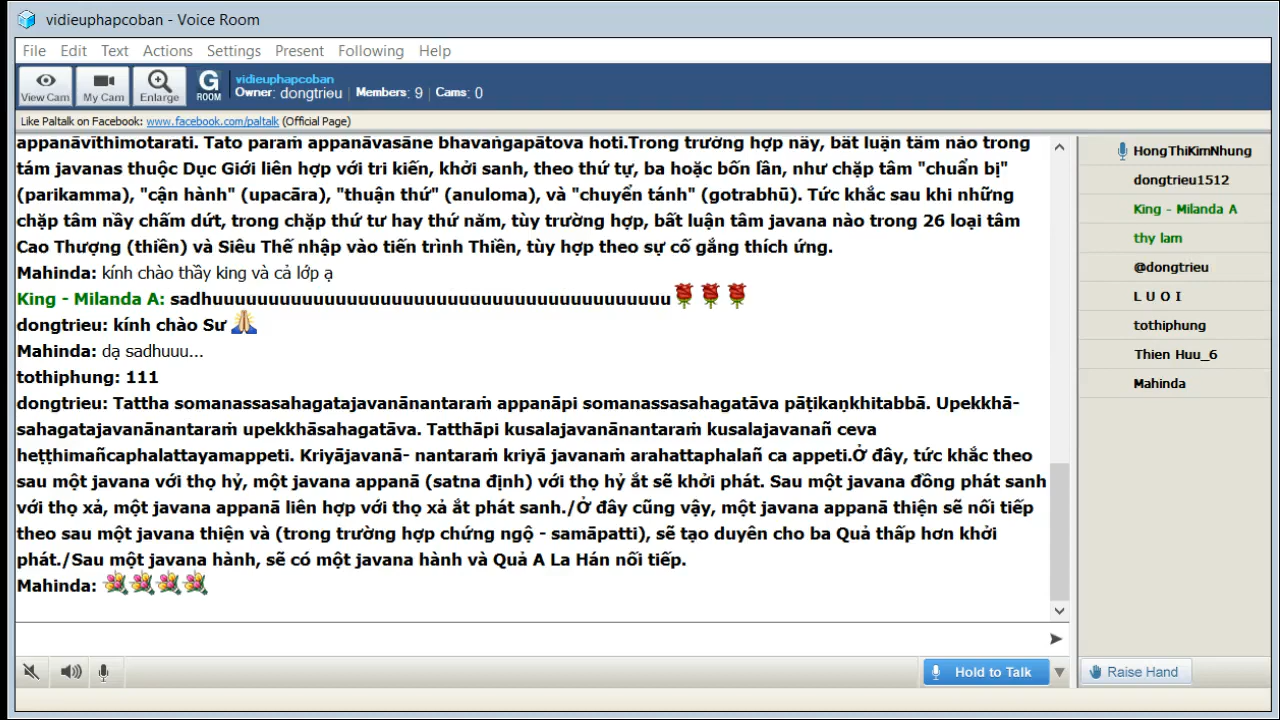 vidieuphapcoban - Voice Room
File Edit Text Actions Settings Present Following Help
View Cam My Cam Enlarge G ROOM
vidieuphapcoban
Owner: dongtrieu | Members: 9 | Cams: 0
Like Paltalk on Facebook: www.facebook.com/paltalk (Official Page)
appanāvīthimotarati. Tato paraṁ appanāvasāne bhavaṅgapātova hoti.Trong trường hợp nầy, bất luận tâm nào trong
tám javanas thuộc Dục Giới liên hợp với tri kiến, khởi sanh, theo thứ tự, ba hoặc bốn lần, như chặp tâm "chuẩn bị"
(parikamma), "cận hành" (upacāra), "thuận thứ" (anuloma), và "chuyển tánh" (gotrabhū). Tức khắc sau khi những
chặp tâm nầy chấm dứt, trong chặp thứ tư hay thứ năm, tùy trường hợp, bất luận tâm javana nào trong 26 loại tâm
Cao Thượng (thiền) và Siêu Thế nhập vào tiến trình Thiền, tùy hợp theo sự cố gắng thích ứng.
Mahinda: kính chào thầy king và cả lớp ạ
King - Milanda A: sadhuuuuuuuuuuuuuuuuuuuuuuuuuuuuuuuuuuuuuuuuu
dongtrieu: kính chào Sư
Mahinda: dạ sadhuuu...
tothiphung: 111
dongtrieu: Tattha somanassasahagatajavanānantaraṁ appanāpi somanassasahagatāva pāṭikaṇkhitabbā. Upekkhā-
sahagatajavanānantaraṁ upekkhāsahagatāva. Tatthāpi kusalajavanānantaraṁ kusalajavanañ ceva
heṭṭhimañcaphalattayamappeti. Kriyājavanā- nantaraṁ kriyā javanaṁ arahattaphalañ ca appeti.Ở đây, tức khắc theo
sau một javana với thọ hỷ, một javana appanā (satna định) với thọ hỷ ắt sẽ khởi phát. Sau một javana đồng phát sanh
với thọ xả, một javana appanā liên hợp với thọ xả ắt phát sanh./Ở đây cũng vậy, một javana appanā thiện sẽ nối tiếp
theo sau một javana thiện và (trong trường hợp chứng ngộ - samāpatti), sẽ tạo duyên cho ba Quả thấp hơn khởi
phát./Sau một javana hành, sẽ có một javana hành và Quả A La Hán nối tiếp.
Mahinda:
HongThiKimNhung
dongtrieu1512
King - Milanda A
thy lam
@dongtrieu
L U O I
tothiphung
Thien Huu_6
Mahinda
Hold to Talk
Raise Hand